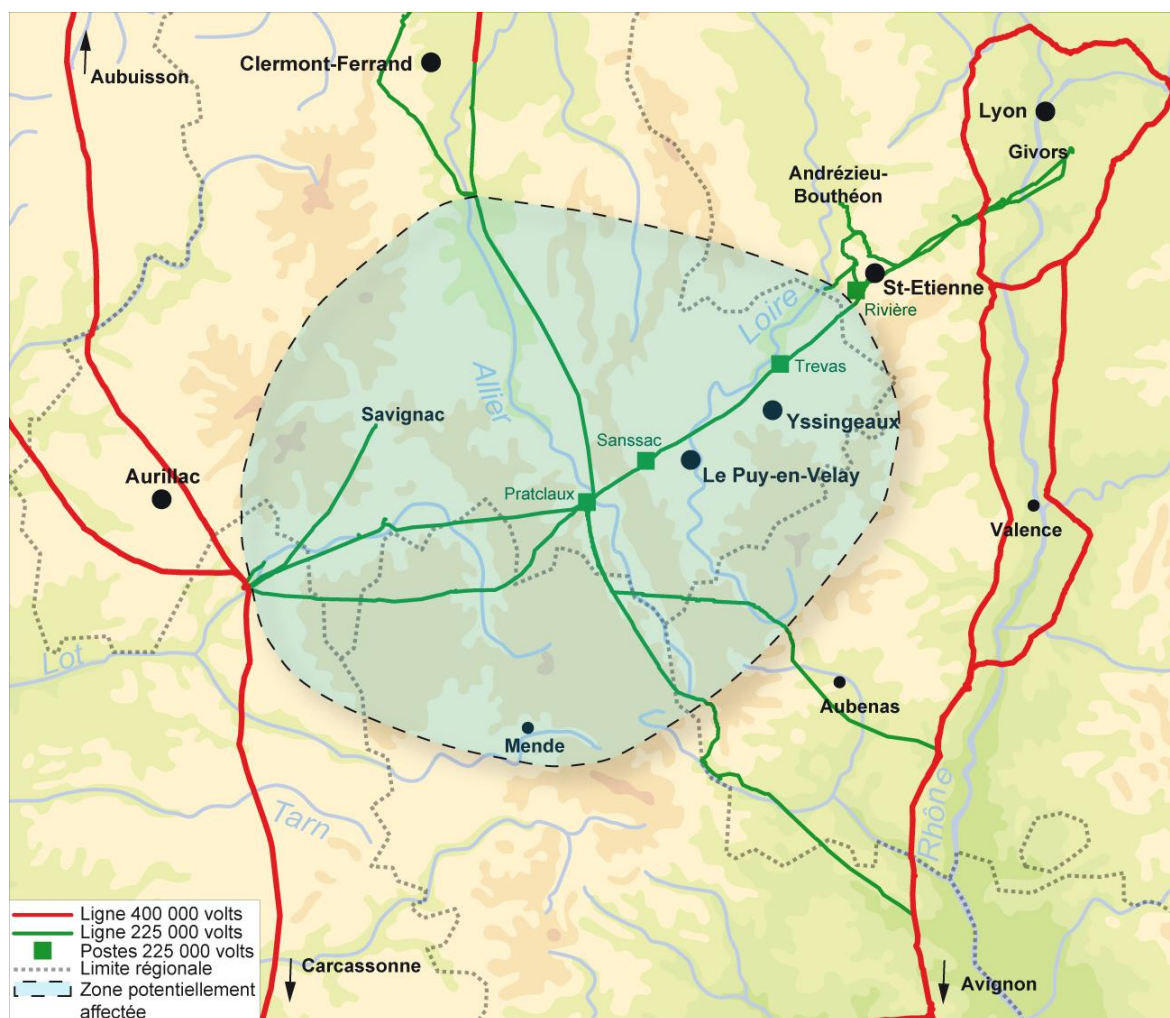 Clermont-Ferrand
Aubuisson
Lyon
Givors
Andrézieu-
Bouthéon
St-Etienne
Rivière
Loire
Allier
Trevas
Savignac
Yssingeaux
Sanssac
Le Puy-en-Velay
Aurillac
Pratclaux
Valence
Lot
Aubenas
Mende
Tarn
Rhône
Ligne 400 000 volts
Ligne 225 000 volts
Postes 225 000 volts
Limite régionale
Zone potentiellement
affectée
Carcassonne
Avignon